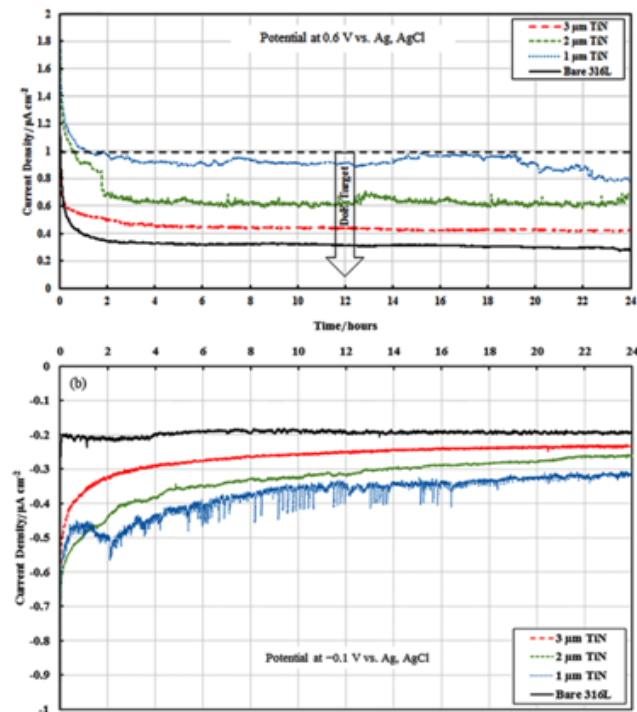 2
1.8
1.6
1.4
1.2
1
0.8
0.6
0.4
0.2
0
Current Density/µA cm⁻²
Potential at 0.6 V vs. Ag, AgCl
3 µm TiN
2 µm TiN
1 µm TiN
Bare 316L
DoE Target
0 2 4 6 8 10 12 14 16 18 20 22 24
Time/hours
0 2 4 6 8 10 12 14 16 18 20 22 24
(b)
0
-0.1
-0.2
-0.3
-0.4
-0.5
-0.6
-0.7
-0.8
-0.9
-1
Current Density/µA cm⁻²
Potential at −0.1 V vs. Ag, AgCl
3 µm TiN
2 µm TiN
1 µm TiN
Bare 316L